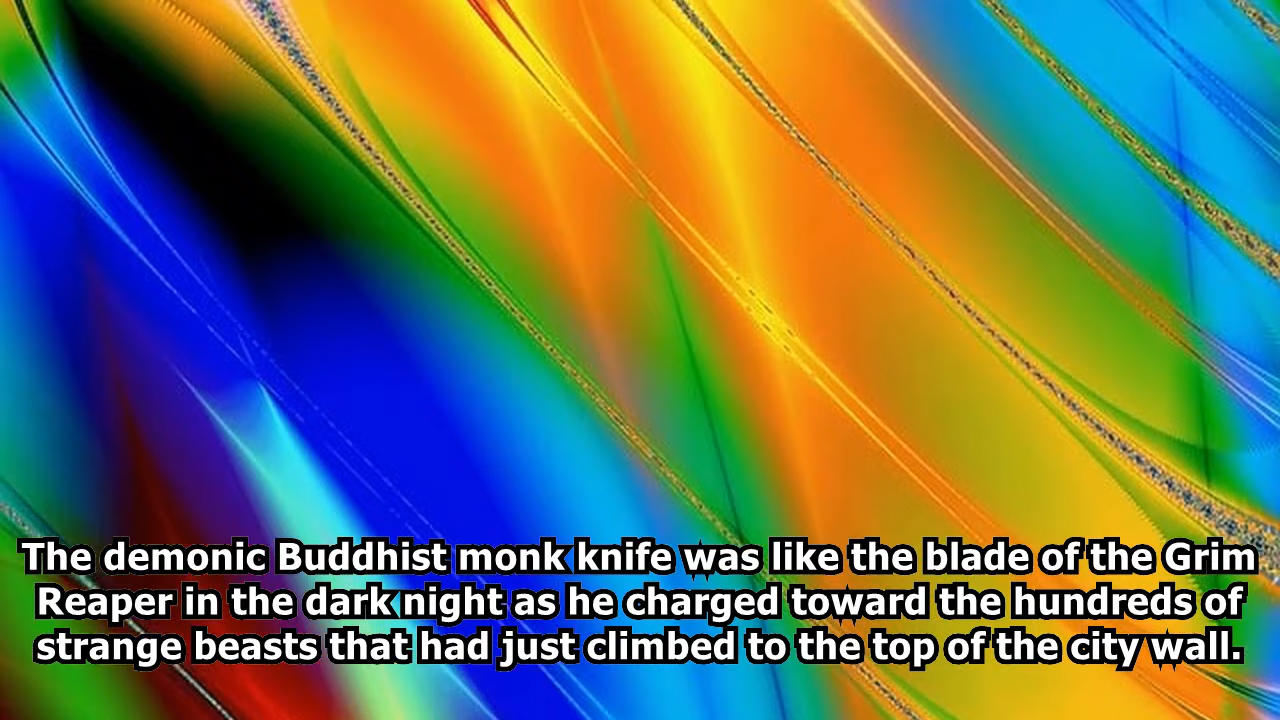 The demonic Buddhist monk knife was like the blade of the Grim
Reaper in the dark night as he charged toward the hundreds of
strange beasts that had just climbed to the top of the city wall.